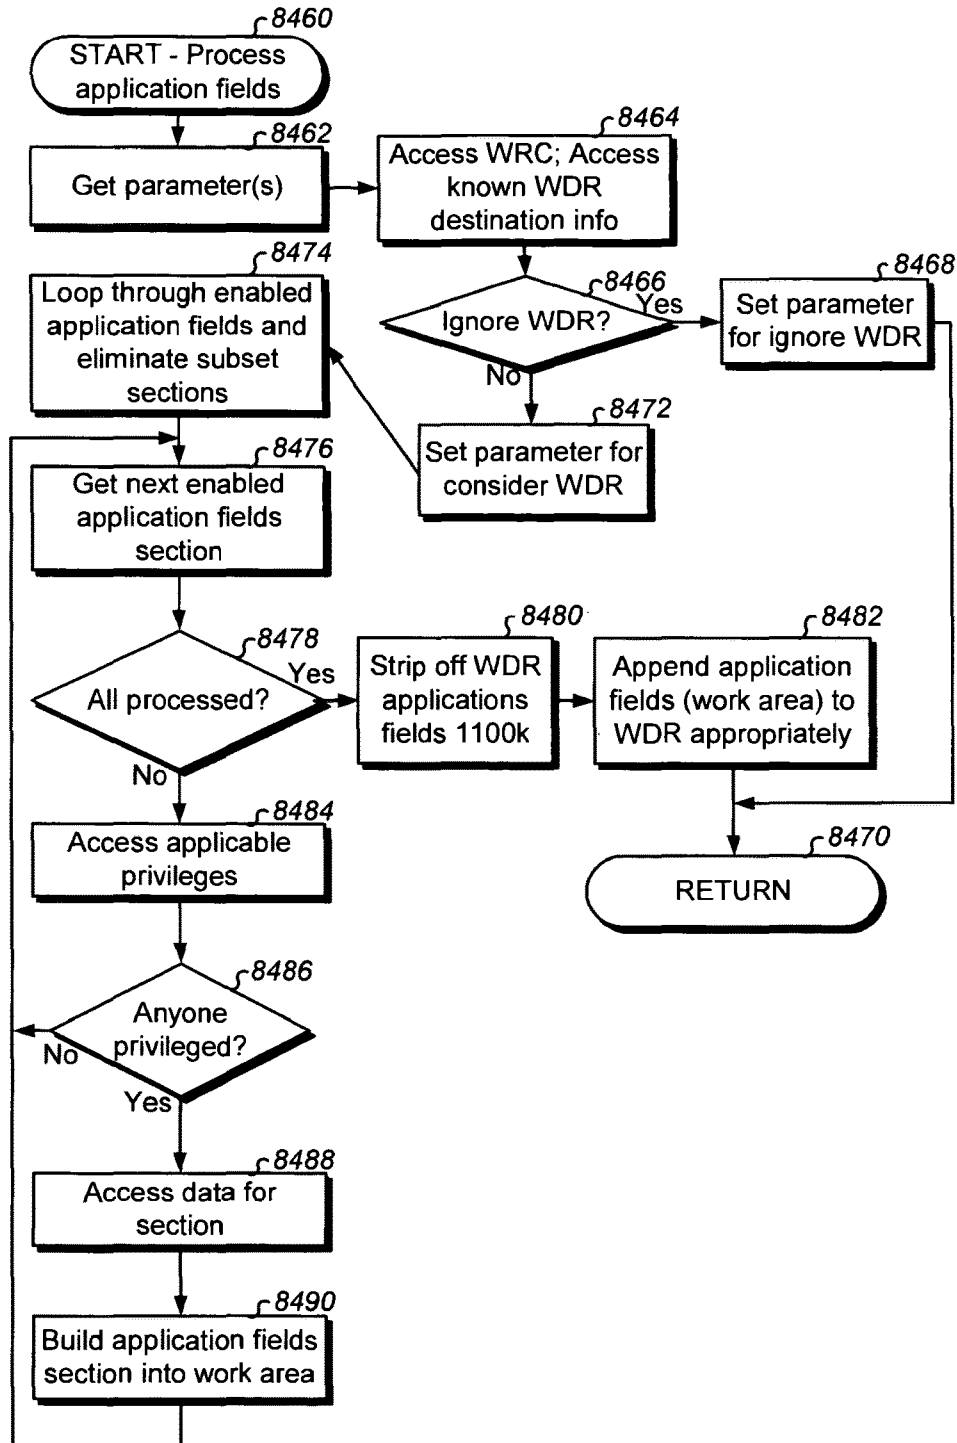 8460
START - Process
application fields
8462
Get parameter(s)
8464
Access WRC; Access
known WDR
destination info
8466
Ignore WDR?
Yes
No
8468
Set parameter
for ignore WDR
8472
Set parameter for
consider WDR
8474
Loop through enabled
application fields and
eliminate subset
sections
8476
Get next enabled
application fields
section
8478
All processed?
Yes
No
8480
Strip off WDR
applications
fields 1100k
8482
Append application
fields (work area) to
WDR appropriately
8470
RETURN
8484
Access applicable
privileges
8486
Anyone
privileged?
No
Yes
8488
Access data for
section
8490
Build application fields
section into work area